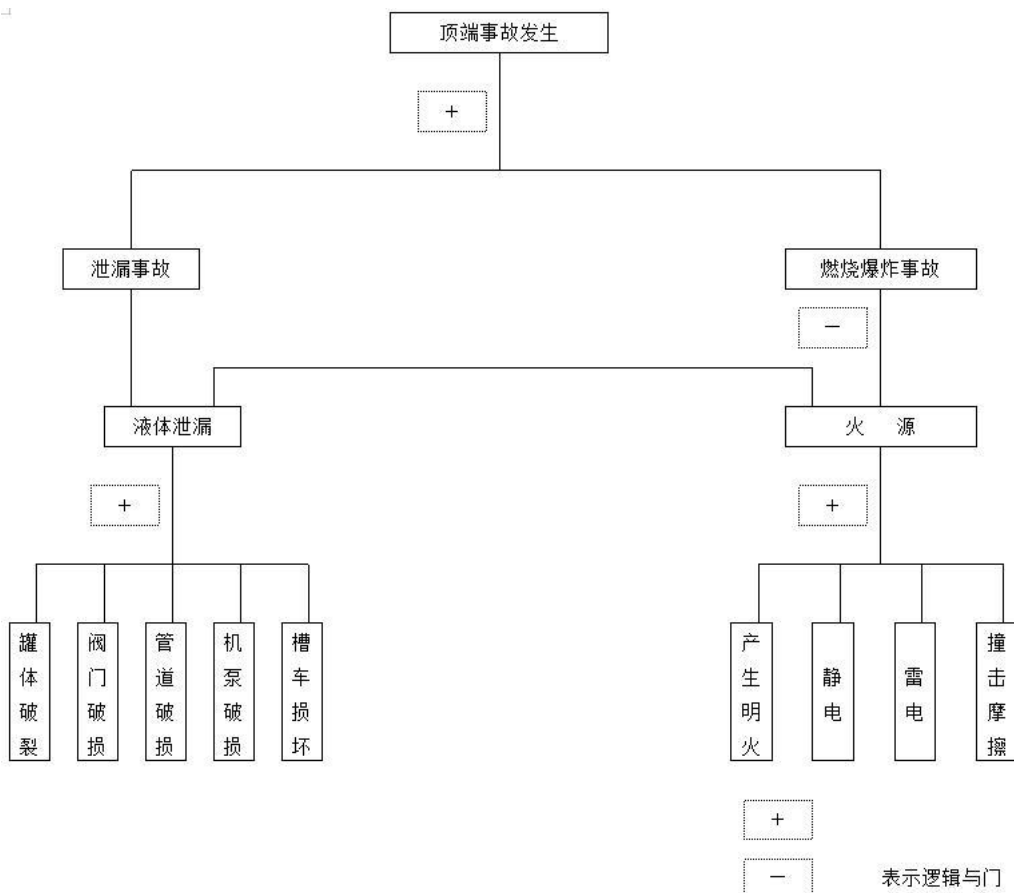 顶端事故发生
+
泄漏事故
燃烧爆炸事故
－
液体泄漏
火 源
+
+
罐体破裂
阀门破损
管道破损
机泵破损
槽车损坏
产生明火
静电
雷电
撞击摩擦
+
－ 表示逻辑与门